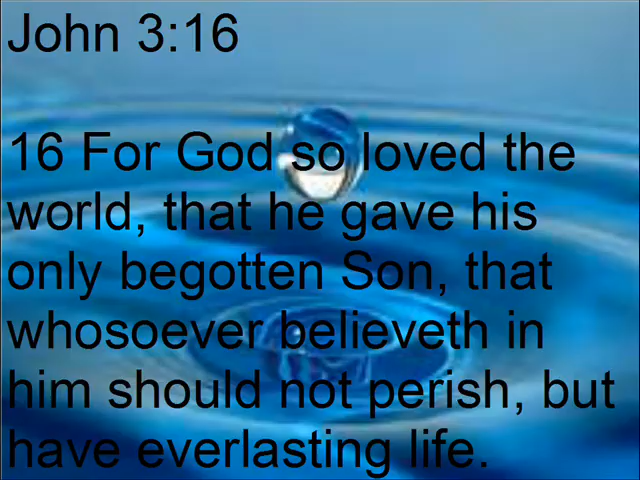 John 3:16
16 For God so loved the
world, that he gave his
only begotten Son, that
whosoever believeth in
him should not perish, but
have everlasting life.